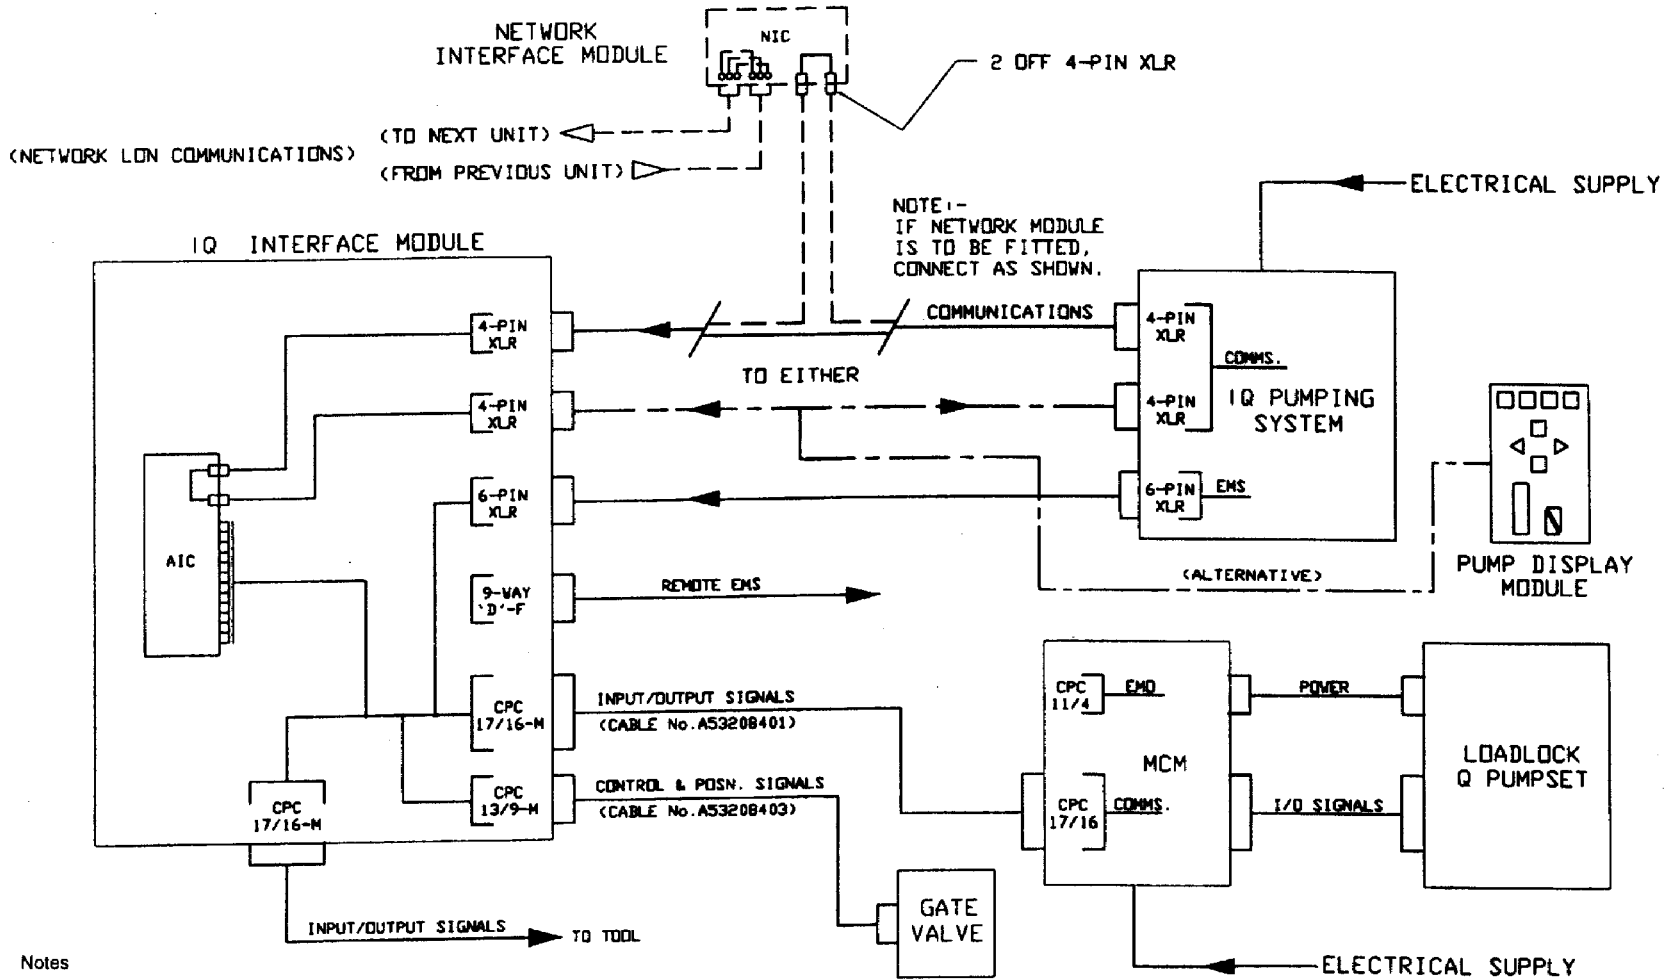 NETWORK
INTERFACE MODULE
NIC
2 OFF 4-PIN XLR
(TO NEXT UNIT)
(NETWORK LON COMMUNICATIONS)
(FROM PREVIOUS UNIT)
ELECTRICAL SUPPLY
NOTE:-
IF NETWORK MODULE
IS TO BE FITTED,
CONNECT AS SHOWN.
IQ INTERFACE MODULE
4-PIN
XLR
COMMUNICATIONS
4-PIN
XLR
COMMS.
TO EITHER
4-PIN
XLR
4-PIN
XLR
IQ PUMPING
SYSTEM
6-PIN
XLR
6-PIN
XLR
EMS
AIC
9-WAY
'D'-F
REMOTE EMS
(ALTERNATIVE)
PUMP DISPLAY
MODULE
CPC
17/16-M
INPUT/OUTPUT SIGNALS
(CABLE No.A53208401)
CPC
11/4
EMO
POWER
MCM
LOADLOCK
Q PUMPSET
CPC
13/9-M
CONTROL & POSN. SIGNALS
(CABLE No.A53208403)
CPC
17/16
COMMS.
I/O SIGNALS
CPC
17/16-M
GATE
VALVE
INPUT/OUTPUT SIGNALS
TO TOOL
ELECTRICAL SUPPLY
Notes